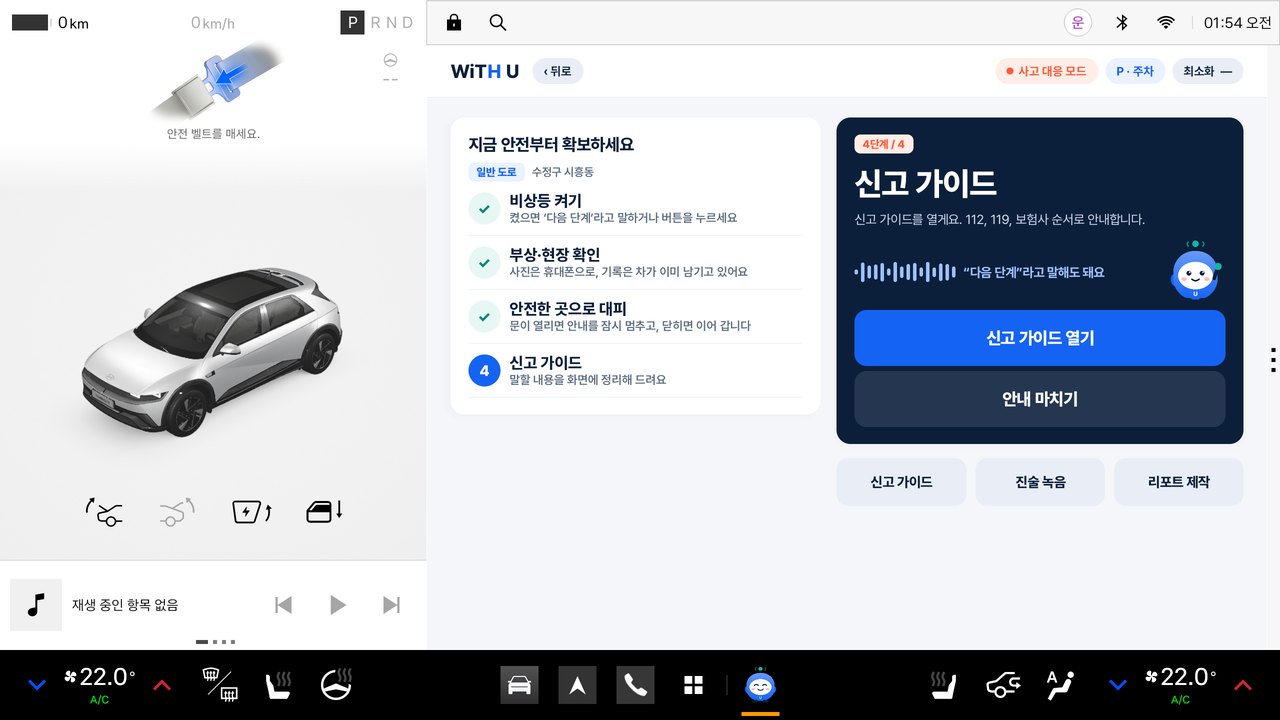 0km
0km/h
P R N D
안전 벨트를 매세요.
재생 중인 항목 없음
운
01:54 오전
WiTH U
‹ 뒤로
사고 대응 모드
P · 주차
최소화 —
지금 안전부터 확보하세요
일반 도로
수정구 시흥동
비상등 켜기
켰으면 ‘다음 단계’라고 말하거나 버튼을 누르세요
부상·현장 확인
사진은 휴대폰으로, 기록은 차가 이미 남기고 있어요
안전한 곳으로 대피
문이 열리면 안내를 잠시 멈추고, 닫히면 이어 갑니다
4
신고 가이드
말할 내용을 화면에 정리해 드려요
4단계 / 4
신고 가이드
신고 가이드를 열게요. 112, 119, 보험사 순서로 안내합니다.
“다음 단계”라고 말해도 돼요
U
신고 가이드 열기
안내 마치기
신고 가이드
진술 녹음
리포트 제작
22.0°
A/C
A
22.0°
A/C